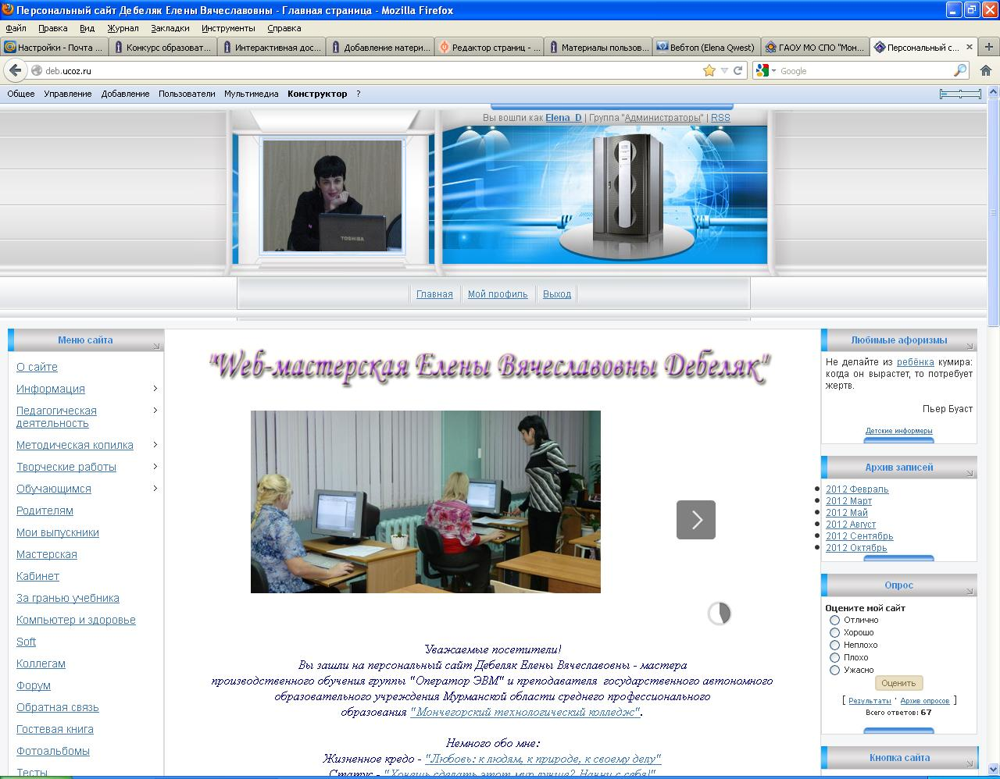 Персональный сайт Дебеляк Елены Вячеславовны - Главная страница - Mozilla Firefox
Файл Правка Вид Журнал Закладки Инструменты Справка
Настройки - Почта ...
Конкурс образоват...
Интерактивная дос...
Добавление матери...
Редактор страниц - ...
Материалы пользов...
Вебтоп (Elena Qwest)
ГАОУ МО СПО "Мон...
Персональный с...
deb.ucoz.ru
Google
Общее Управление Добавление Пользователи Мультимедиа Конструктор ?
Вы вошли как Elena_D | Группа "Администраторы" | RSS
TOSHIBA
Главная Мой профиль Выход
Меню сайта
О сайте
Информация
Педагогическая
деятельность
Методическая копилка
Творческие работы
Обучающимся
Родителям
Мои выпускники
Мастерская
Кабинет
За гранью учебника
Компьютер и здоровье
Soft
Коллегам
Форум
Обратная связь
Гостевая книга
Фотоальбомы
Тесты
"Web-мастерская Елены Вячеславовны Дебеляк"
Уважаемые посетители!
Вы зашли на персональный сайт Дебеляк Елены Вячеславовны - мастера
производственного обучения группы "Оператор ЭВМ" и преподавателя государственного автономного
образовательного учреждения Мурманской области среднего профессионального
образования "Мончегорский технологический колледж".
Немного обо мне:
Жизненное кредо - "Любовь: к людям, к природе, к своему делу"
Статус - "Хочешь сделать этот мир лучше? Начни с себя!"
Любимые афоризмы
Не делайте из ребёнка кумира:
когда он вырастет, то потребует
жертв.
Пьер Буаст
Детские информеры
Архив записей
2012 Февраль
2012 Март
2012 Май
2012 Август
2012 Сентябрь
2012 Октябрь
Опрос
Оцените мой сайт
Отлично
Хорошо
Неплохо
Плохо
Ужасно
Оценить
[ Результаты · Архив опросов ]
Всего ответов: 67
Кнопка сайта